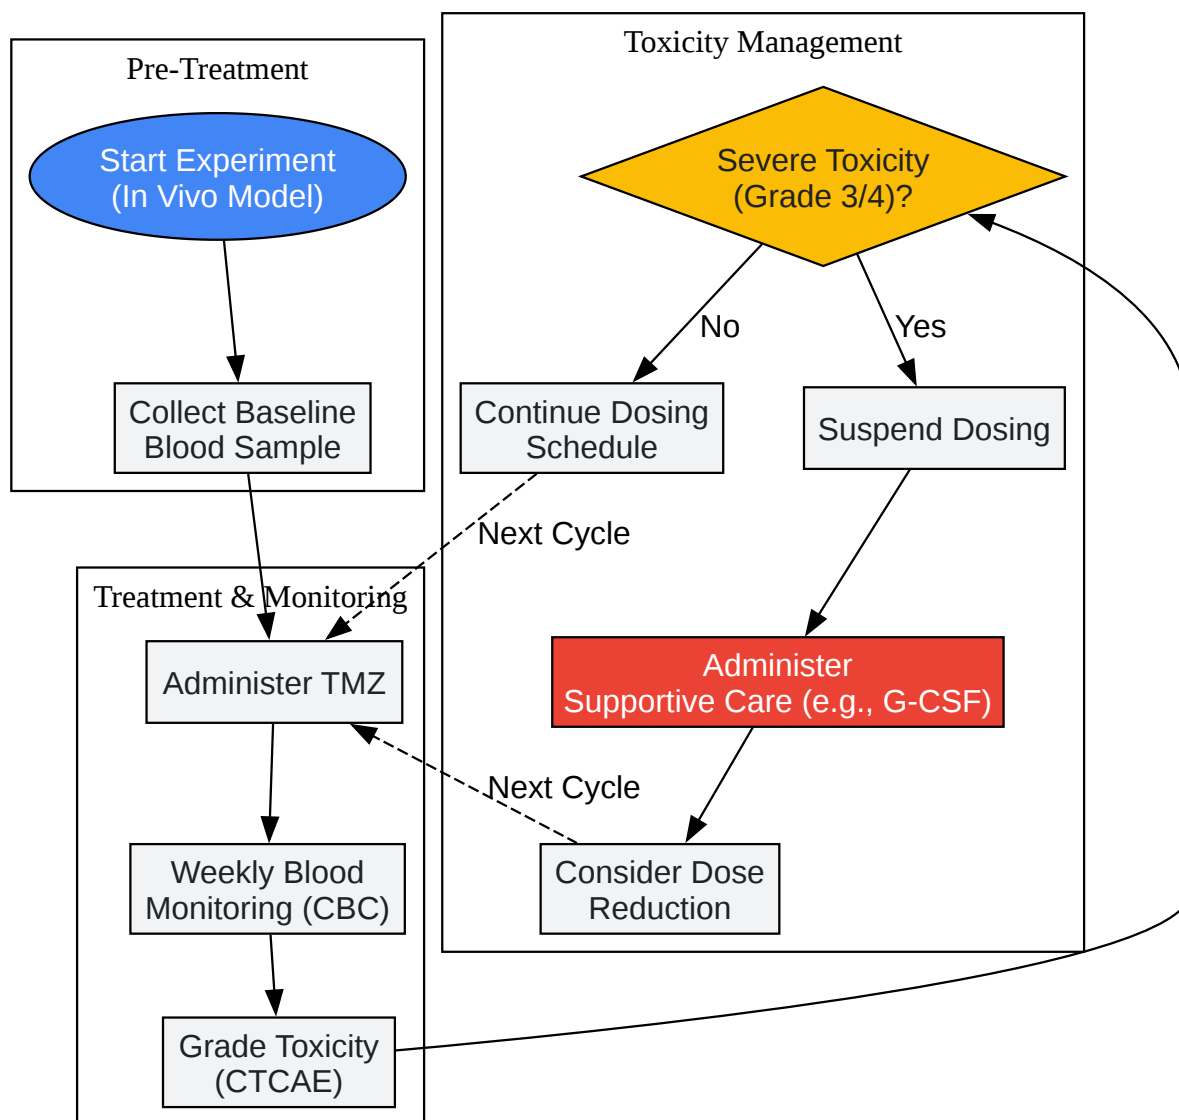 Pre-Treatment
Start Experiment
(In Vivo Model)
Collect Baseline
Blood Sample
Toxicity Management
Severe Toxicity
(Grade 3/4)?
No
Yes
Continue Dosing
Schedule
Suspend Dosing
Next Cycle
Treatment & Monitoring
Administer TMZ
Administer
Supportive Care (e.g., G-CSF)
Next Cycle
Weekly Blood
Monitoring (CBC)
Consider Dose
Reduction
Grade Toxicity
(CTCAE)